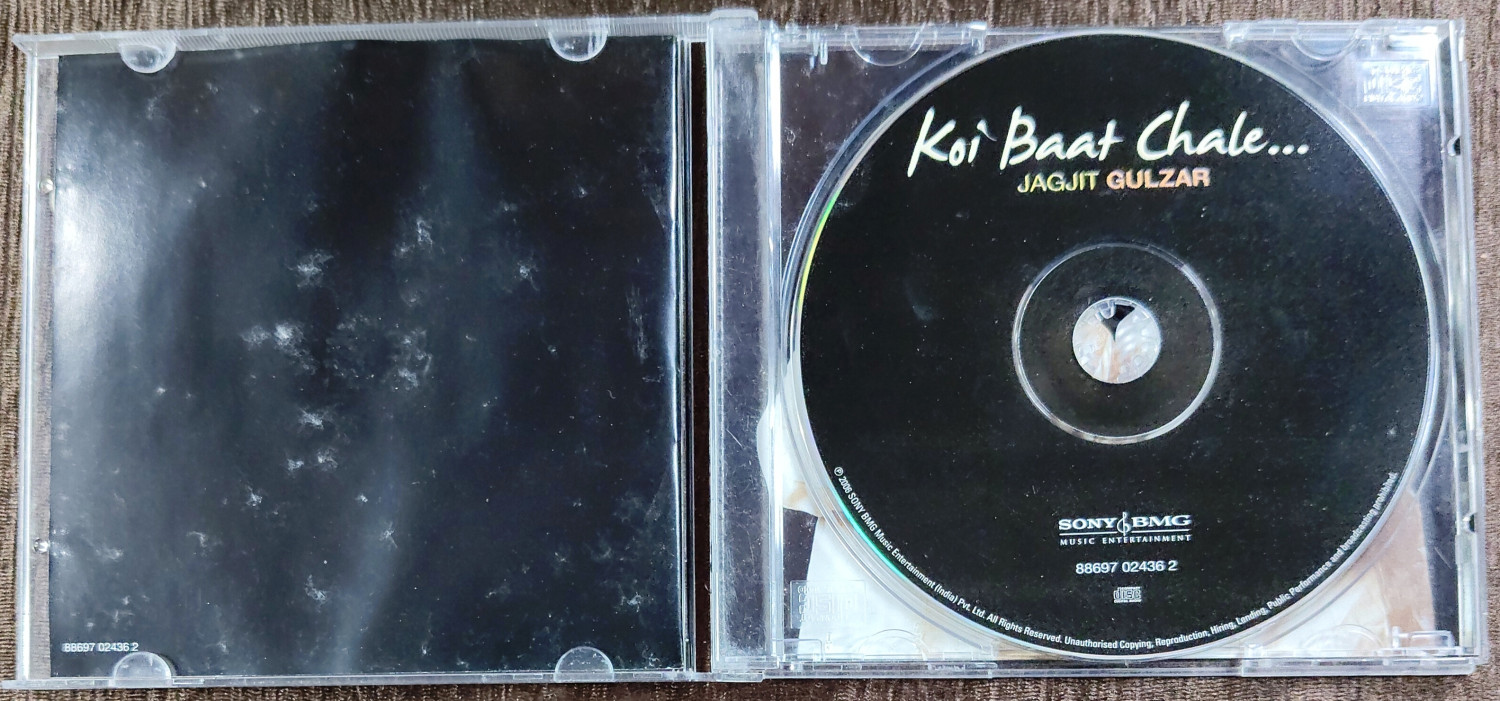 88697 02436 2
Koi Baat Chale...
JAGJIT GULZAR
SONY BMG
MUSIC ENTERTAINMENT
88697 02436 2
℗ 2006 SONY BMG Music Entertainment (India) Pvt. Ltd. All Rights Reserved. Unauthorised Copying, Reproduction, Hiring, Lending, Public Performance and broadcasting prohibited.